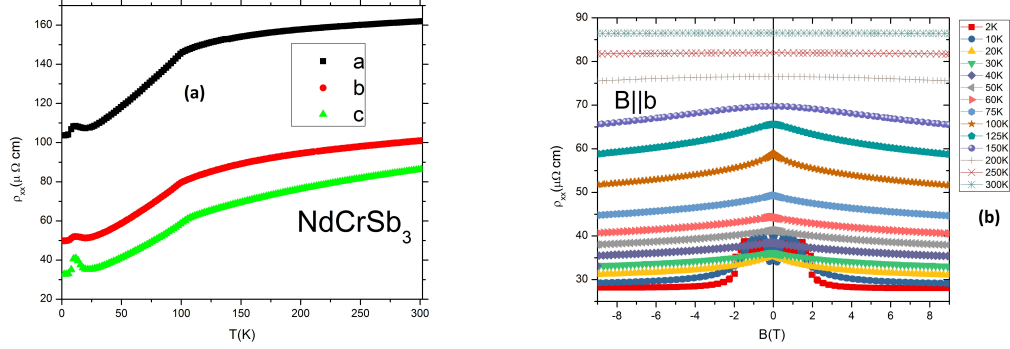 160
140
120
100
80
60
40
20
0
50
100
150
200
250
300
ρxx(μ Ω cm)
T(K)
(a)
a
b
c
NdCrSb₃
90
80
70
60
50
40
30
-8
-6
-4
-2
0
2
4
6
8
ρxx(μΩ cm)
B(T)
B||b
2K
10K
20K
30K
40K
50K
60K
75K
100K
125K
150K
200K
250K
300K
(b)